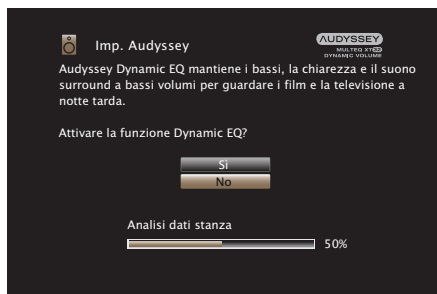 Imp. Audyssey
AUDYSSEY
MULTEQ XT32
DYNAMIC VOLUME
Audyssey Dynamic EQ mantiene i bassi, la chiarezza e il suono
surround a bassi volumi per guardare i film e la televisione a
notte tarda.
Attivare la funzione Dynamic EQ?
Sì
No
Analisi dati stanza
50%